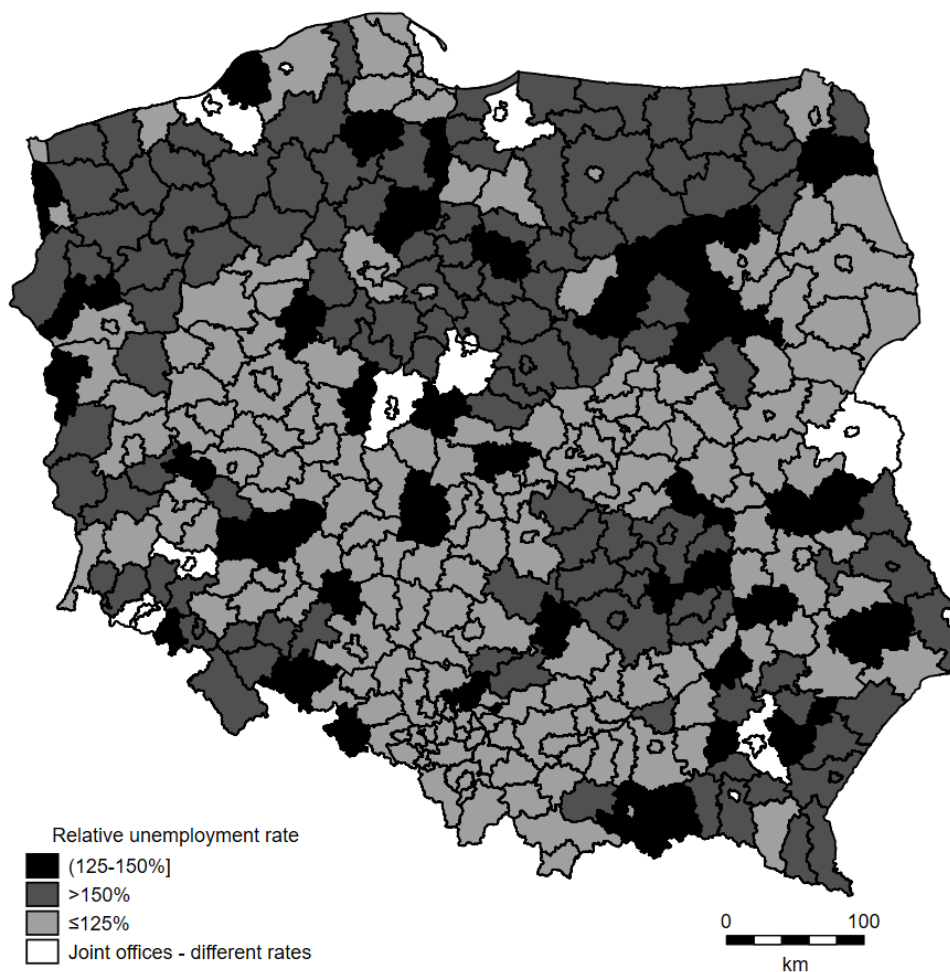 Relative unemployment rate
(125-150%]
>150%
≤125%
Joint offices - different rates
0 100
km